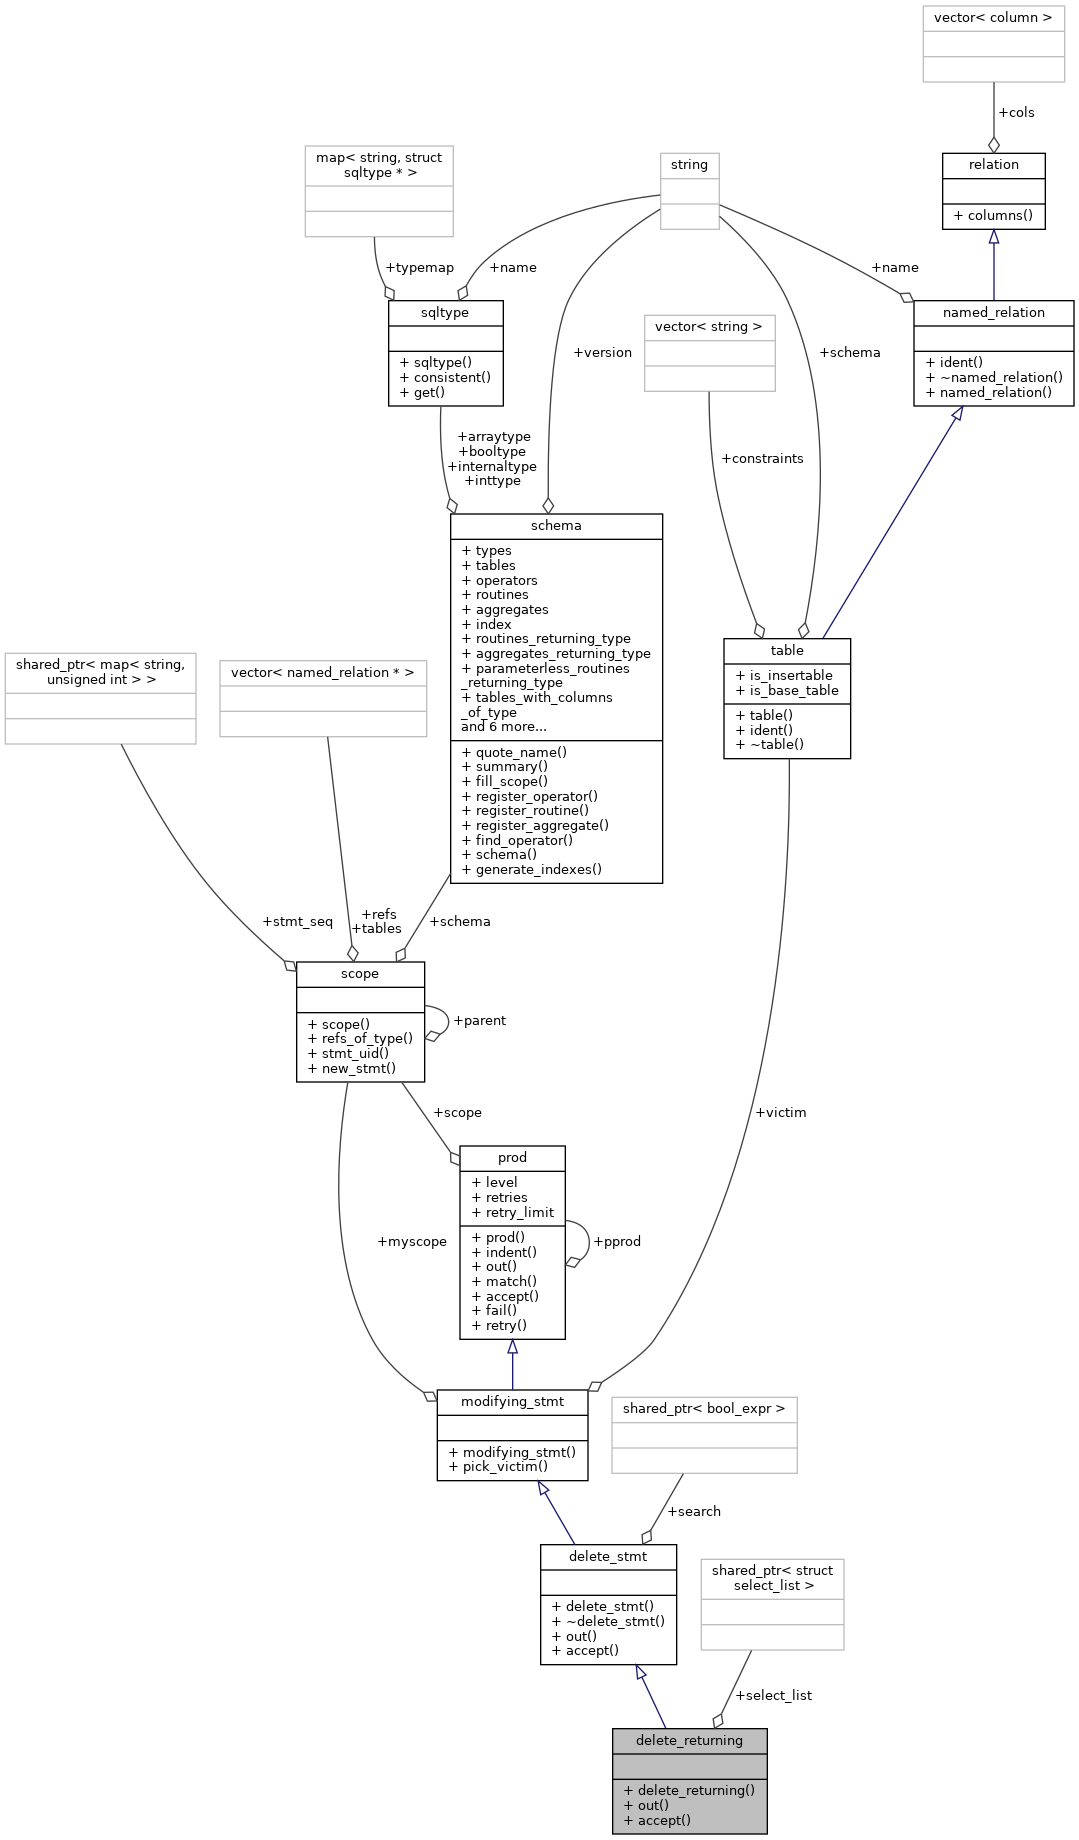 vector< column >
+cols
map< string, struct
sqltype * >
string
relation
+ columns()
+typemap
+name
+name
sqltype
+ sqltype()
+ consistent()
+ get()
vector< string >
+version
+schema
named_relation
+ ident()
+ ~named_relation()
+ named_relation()
+arraytype
+booltype
+internaltype
+inttype
+constraints
schema
+ types
+ tables
+ operators
+ routines
+ aggregates
+ index
+ routines_returning_type
+ aggregates_returning_type
+ parameterless_routines
_returning_type
+ tables_with_columns
_of_type
and 6 more...
+ quote_name()
+ summary()
+ fill_scope()
+ register_operator()
+ register_routine()
+ register_aggregate()
+ find_operator()
+ schema()
+ generate_indexes()
table
+ is_insertable
+ is_base_table
+ table()
+ ident()
+ ~table()
shared_ptr< map< string,
unsigned int > >
vector< named_relation * >
+stmt_seq
+refs
+tables
+schema
scope
+ scope()
+ refs_of_type()
+ stmt_uid()
+ new_stmt()
+parent
+scope
+victim
prod
+ level
+ retries
+ retry_limit
+ prod()
+ indent()
+ out()
+ match()
+ accept()
+ fail()
+ retry()
+pprod
+myscope
modifying_stmt
+ modifying_stmt()
+ pick_victim()
shared_ptr< bool_expr >
+search
delete_stmt
+ delete_stmt()
+ ~delete_stmt()
+ out()
+ accept()
shared_ptr< struct
select_list >
+select_list
delete_returning
+ delete_returning()
+ out()
+ accept()